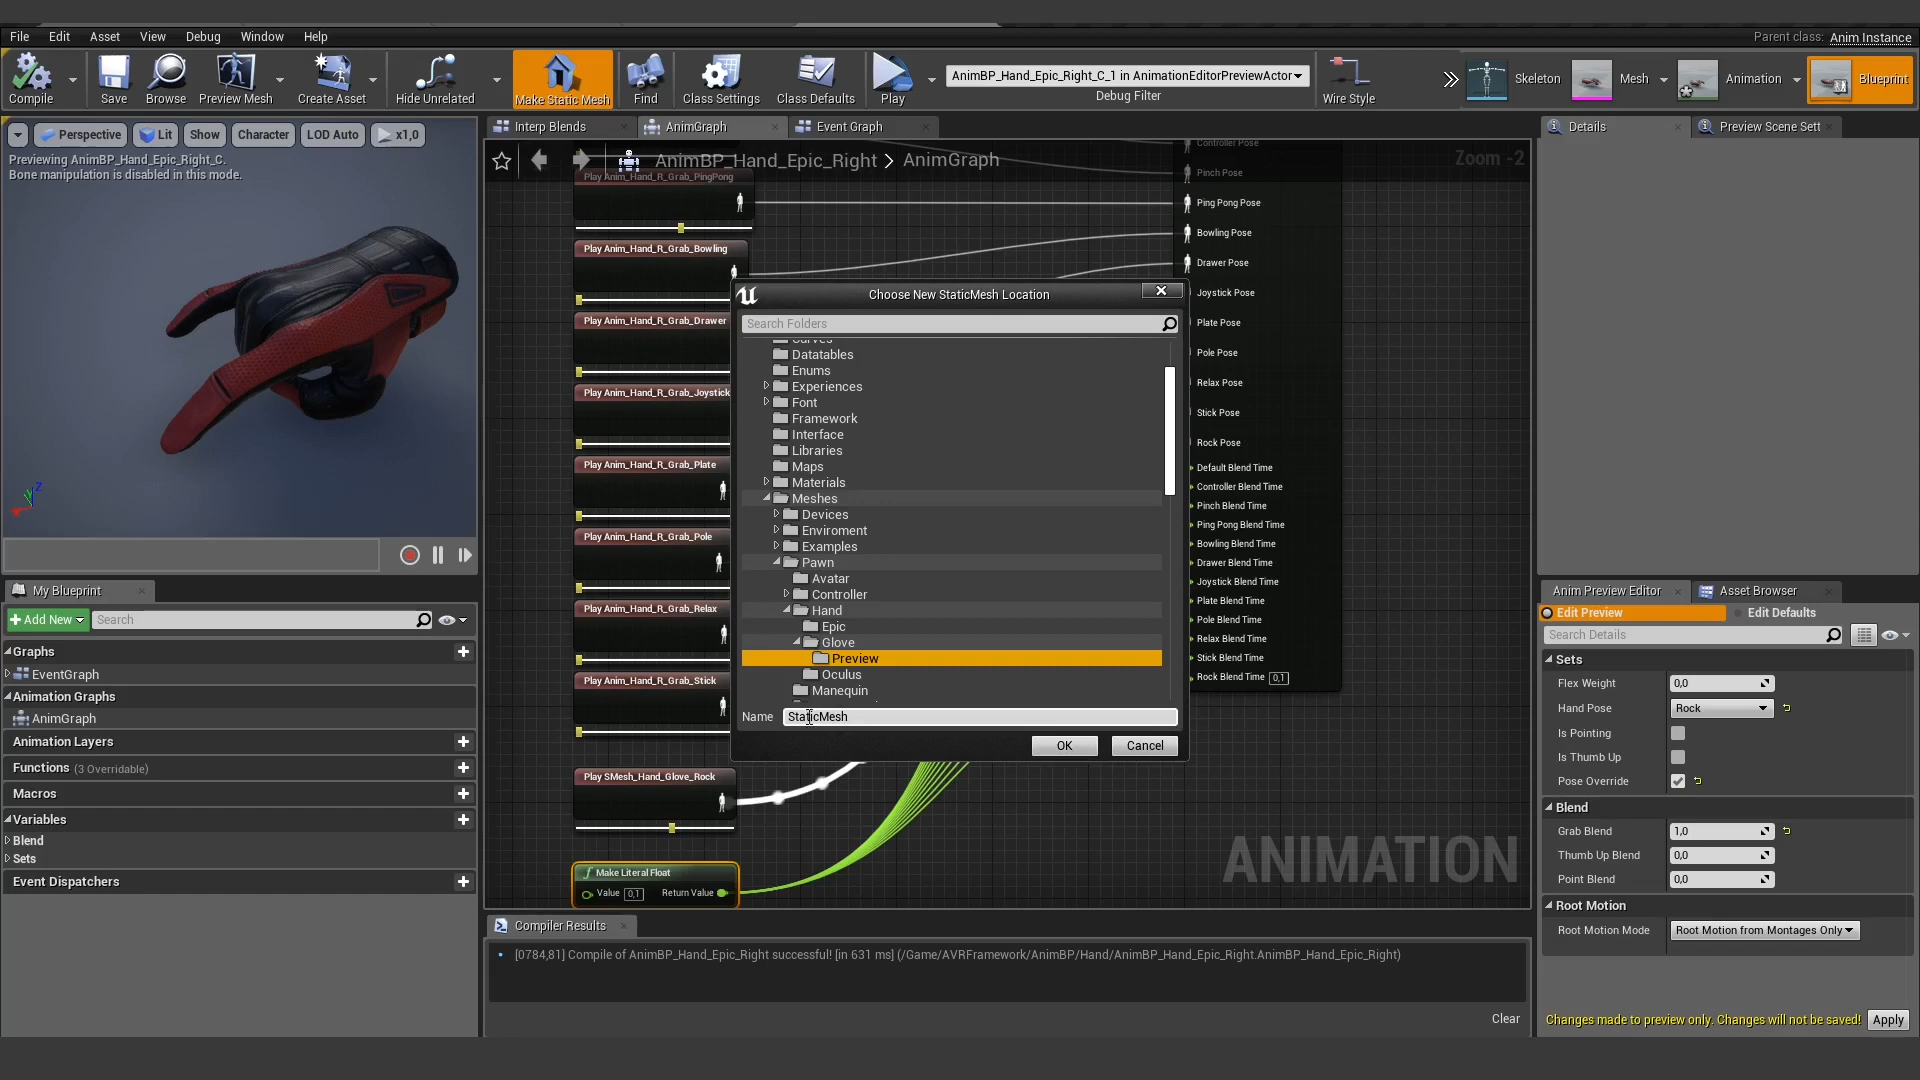 File Edit Asset View Debug Window Help
Parent class: Anim Instance
Compile
Save
Browse
Preview Mesh
Create Asset
Hide Unrelated
Make Static Mesh
Find
Class Settings
Class Defaults
Play
AnimBP_Hand_Epic_Right_C_1 in AnimationEditorPreviewActor
Debug Filter
Wire Style
Skeleton
Mesh
Animation
Blueprint
Perspective
Lit
Show
Character
LOD Auto
x1,0
Previewing AnimBP_Hand_Epic_Right_C.
Bone manipulation is disabled in this mode.
Z
My Blueprint
Add New
Search
Graphs
EventGraph
Animation Graphs
AnimGraph
Animation Layers
Functions (3 Overridable)
Macros
Variables
Blend
Sets
Event Dispatchers
Interp Blends
AnimGraph
Event Graph
AnimBP_Hand_Epic_Right > AnimGraph
Zoom -2
Play Anim_Hand_R_Grab_PingPong
Play Anim_Hand_R_Grab_Bowling
Play Anim_Hand_R_Grab_Drawer
Play Anim_Hand_R_Grab_Joystick
Play Anim_Hand_R_Grab_Plate
Play Anim_Hand_R_Grab_Pole
Play Anim_Hand_R_Grab_Relax
Play Anim_Hand_R_Grab_Stick
Play SMesh_Hand_Glove_Rock
Make Literal Float
Value 0,1 Return Value
Controller Pose
Pinch Pose
Ping Pong Pose
Bowling Pose
Drawer Pose
Joystick Pose
Plate Pose
Pole Pose
Relax Pose
Stick Pose
Rock Pose
Default Blend Time
Controller Blend Time
Pinch Blend Time
Ping Pong Blend Time
Bowling Blend Time
Drawer Blend Time
Joystick Blend Time
Plate Blend Time
Pole Blend Time
Relax Blend Time
Stick Blend Time
Rock Blend Time 0,1
ANIMATION
Choose New StaticMesh Location
Search Folders
Curves
Datatables
Enums
Experiences
Font
Framework
Interface
Libraries
Maps
Materials
Meshes
Devices
Enviroment
Examples
Pawn
Avatar
Controller
Hand
Epic
Glove
Preview
Oculus
Manequin
Name StaticMesh
OK
Cancel
Compiler Results
[0784,81] Compile of AnimBP_Hand_Epic_Right successful! [in 631 ms] (/Game/AVRFramework/AnimBP/Hand/AnimBP_Hand_Epic_Right.AnimBP_Hand_Epic_Right)
Clear
Details
Preview Scene Sett
Anim Preview Editor
Asset Browser
Edit Preview
Edit Defaults
Search Details
Sets
Flex Weight 0,0
Hand Pose Rock
Is Pointing
Is Thumb Up
Pose Override
Blend
Grab Blend 1,0
Thumb Up Blend 0,0
Point Blend 0,0
Root Motion
Root Motion Mode Root Motion from Montages Only
Changes made to preview only. Changes will not be saved!
Apply